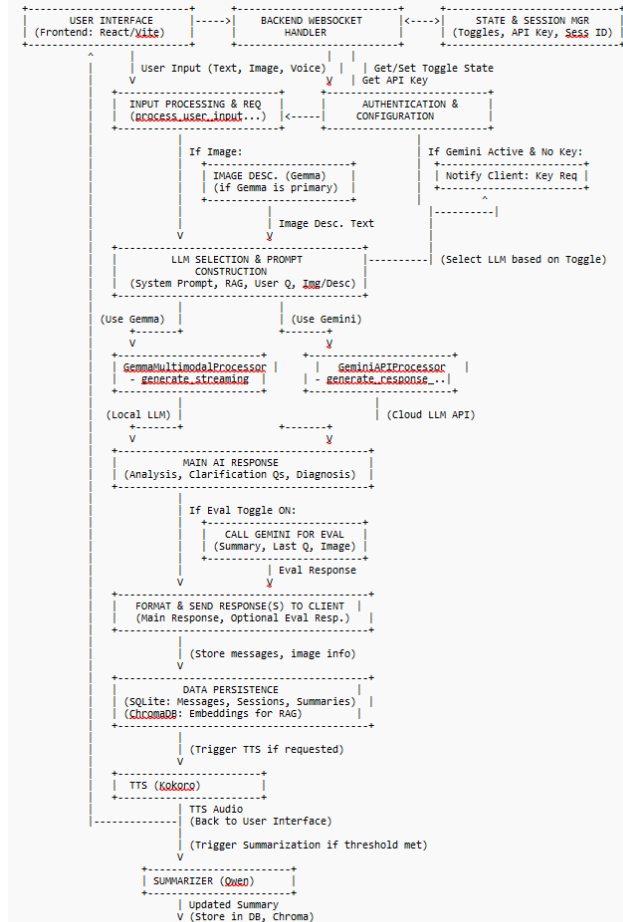 USER INTERFACE
BACKEND WEBSOCKET
STATE & SESSION MGR
(Frontend: React/Vite)
HANDLER
(Toggles, API Key, Sess ID)
User Input (Text, Image, Voice)
Get/Set Toggle State
Get API Key
INPUT PROCESSING & REQ
AUTHENTICATION &
(process_user_input...)
CONFIGURATION
If Image:
If Gemini Active & No Key:
IMAGE DESC. (Gemma)
Notify Client: Key Req
(if Gemma is primary)
Image Desc. Text
LLM SELECTION & PROMPT
(Select LLM based on Toggle)
CONSTRUCTION
(System Prompt, RAG, User Q, Img/Desc)
(Use Gemma)
(Use Gemini)
GemmaMultimodalProcessor
GeminiAPIProcessor
- generate_streaming
- generate_response_..
(Local LLM)
(Cloud LLM API)
MAIN AI RESPONSE
(Analysis, Clarification Qs, Diagnosis)
If Eval Toggle ON:
CALL GEMINI FOR EVAL
(Summary, Last Q, Image)
Eval Response
FORMAT & SEND RESPONSE(S) TO CLIENT
(Main Response, Optional Eval Resp.)
(Store messages, image info)
DATA PERSISTENCE
(SQLite: Messages, Sessions, Summaries)
(ChromaDB: Embeddings for RAG)
(Trigger TTS if requested)
TTS (Kokoro)
TTS Audio
(Back to User Interface)
(Trigger Summarization if threshold met)
SUMMARIZER (Qwen)
Updated Summary
(Store in DB, Chroma)